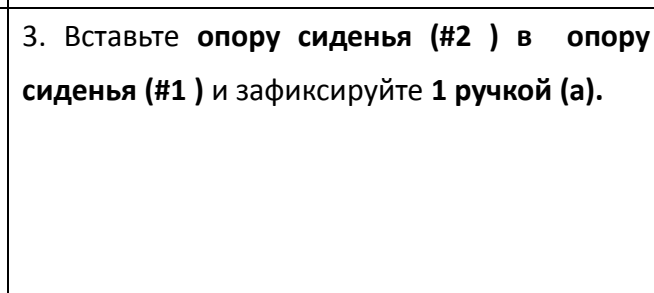 3. Вставьте опору сиденья (#2 ) в опору
сиденья (#1 ) и зафиксируйте 1 ручкой (a).